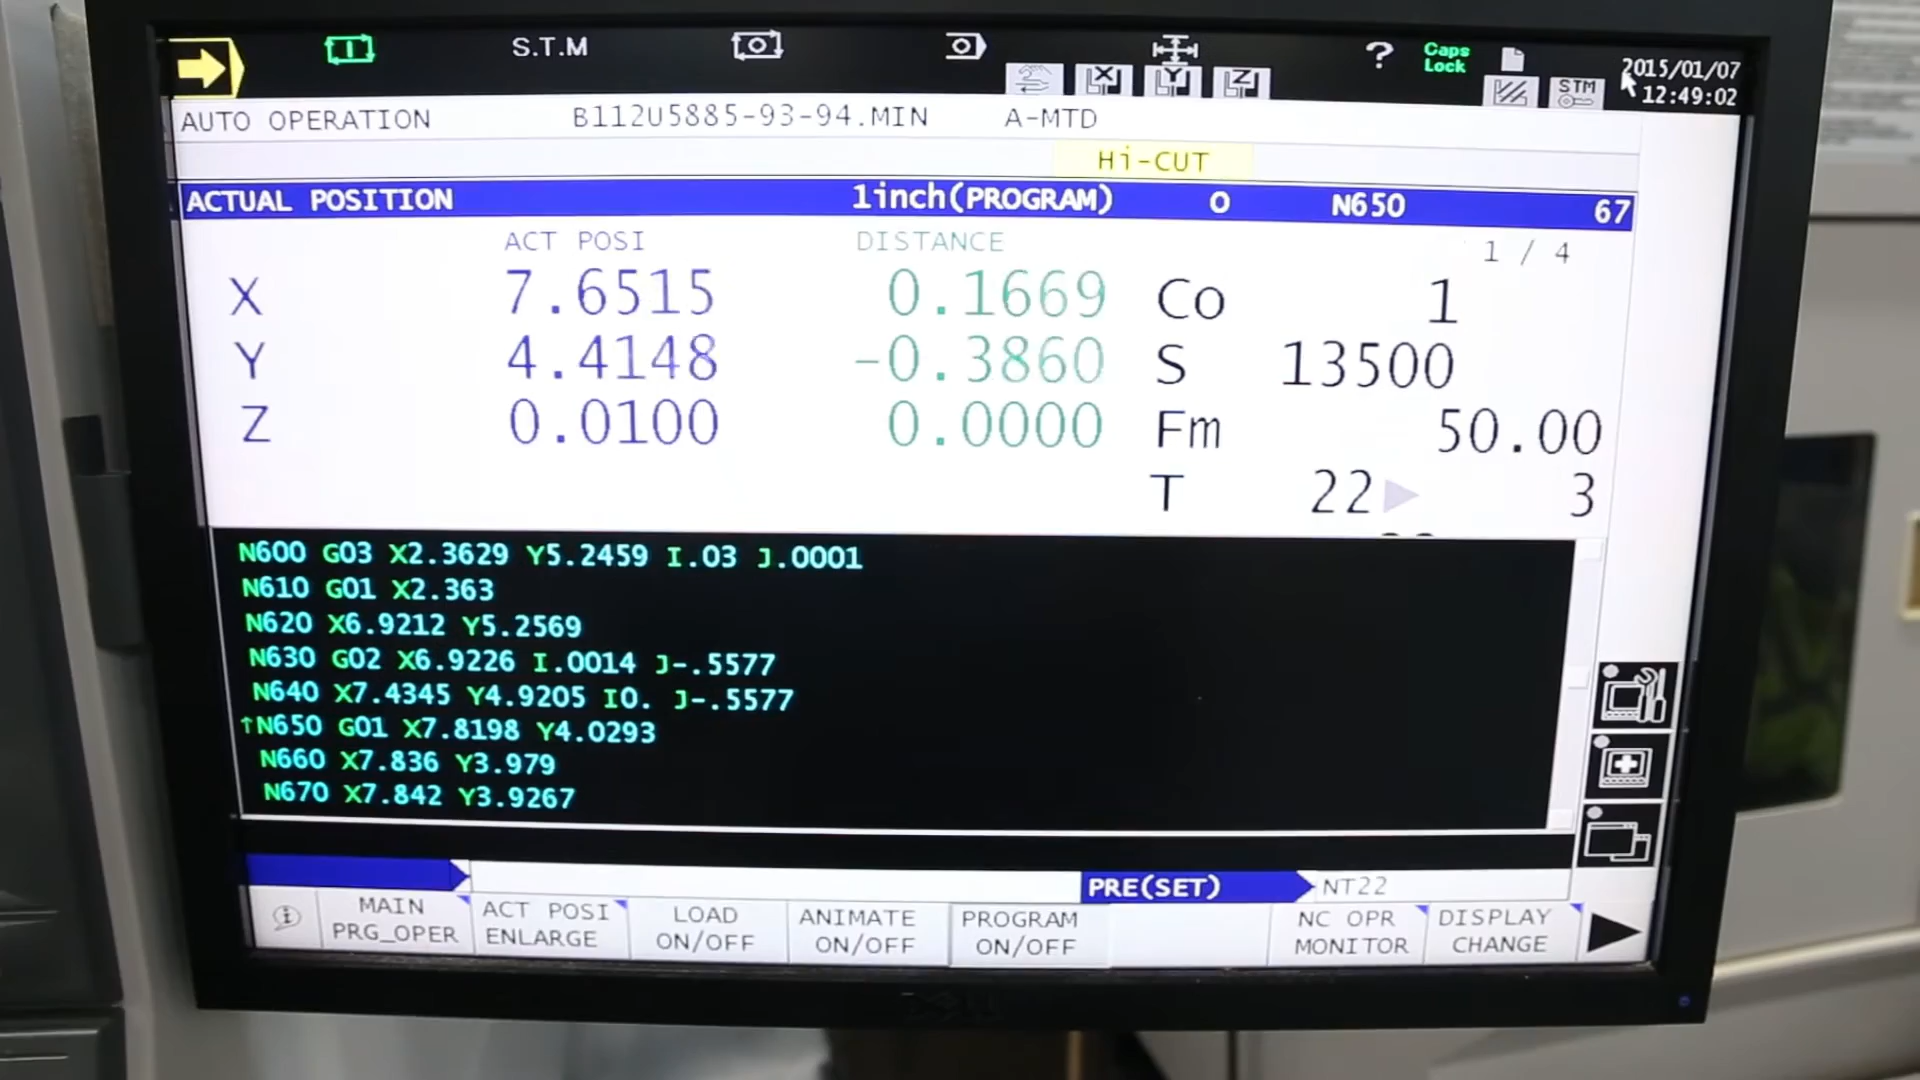 S.T.M ? Caps Lock 2015/01/07
X Y Z STM 12:49:02
AUTO OPERATION B112U5885-93-94.MIN A-MTD
Hi-CUT
ACTUAL POSITION 1inch(PROGRAM) O N650 67
ACT POSI DISTANCE 1 / 4
X 7.6515 0.1669 Co 1
Y 4.4148 -0.3860 S 13500
Z 0.0100 0.0000 Fm 50.00
T 22 3
N600 G03 X2.3629 Y5.2459 I.03 J.0001
N610 G01 X2.363
N620 X6.9212 Y5.2569
N630 G02 X6.9226 I.0014 J-.5577
N640 X7.4345 Y4.9205 I0. J-.5577
↑N650 G01 X7.8198 Y4.0293
N660 X7.836 Y3.979
N670 X7.842 Y3.9267
PRE(SET) NT22
MAIN PRG_OPER
ACT POSI ENLARGE
LOAD ON/OFF
ANIMATE ON/OFF
PROGRAM ON/OFF
NC OPR MONITOR
DISPLAY CHANGE